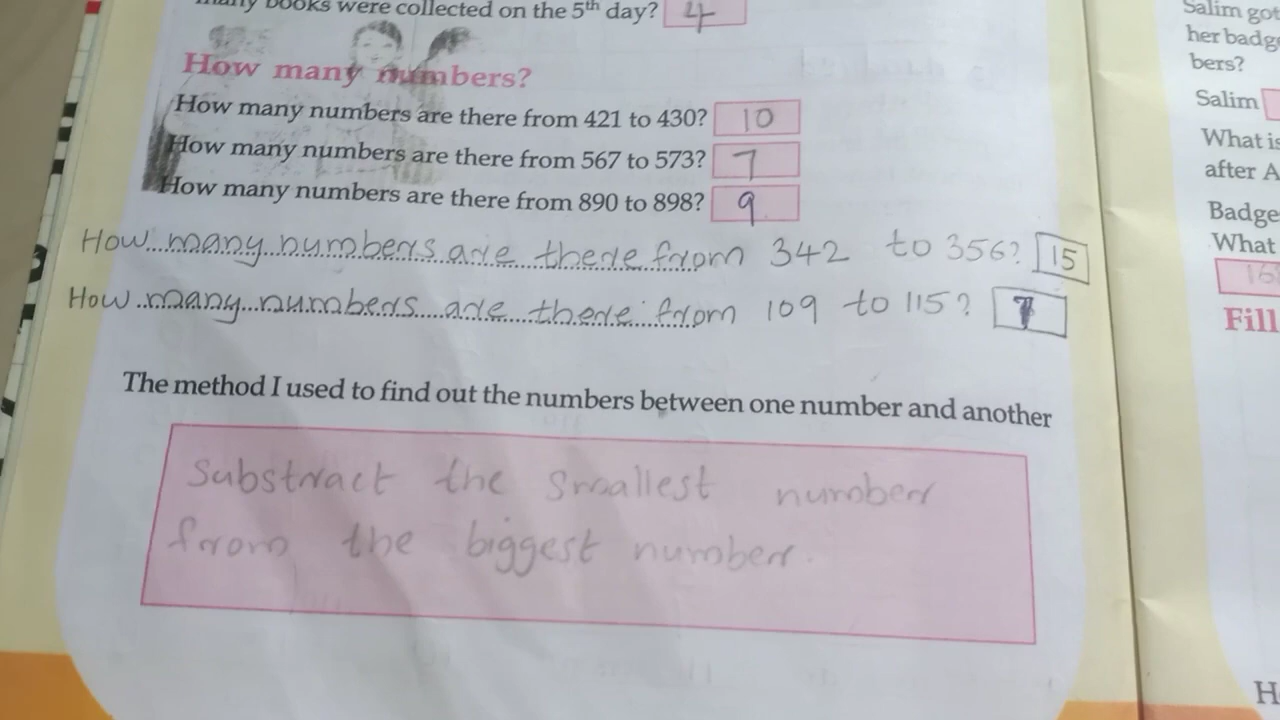 many books were collected on the 5th day? 4
How many numbers?
How many numbers are there from 421 to 430? 10
How many numbers are there from 567 to 573? 7
How many numbers are there from 890 to 898? 9
How many numbers are there from 342 to 356? 15
How many numbers are there from 109 to 115? 7
The method I used to find out the numbers between one number and another
Substract the smallest number
from the biggest number.
Salim got
her badge
bers?
Salim
What is
after A
Badge
What
Fill
H